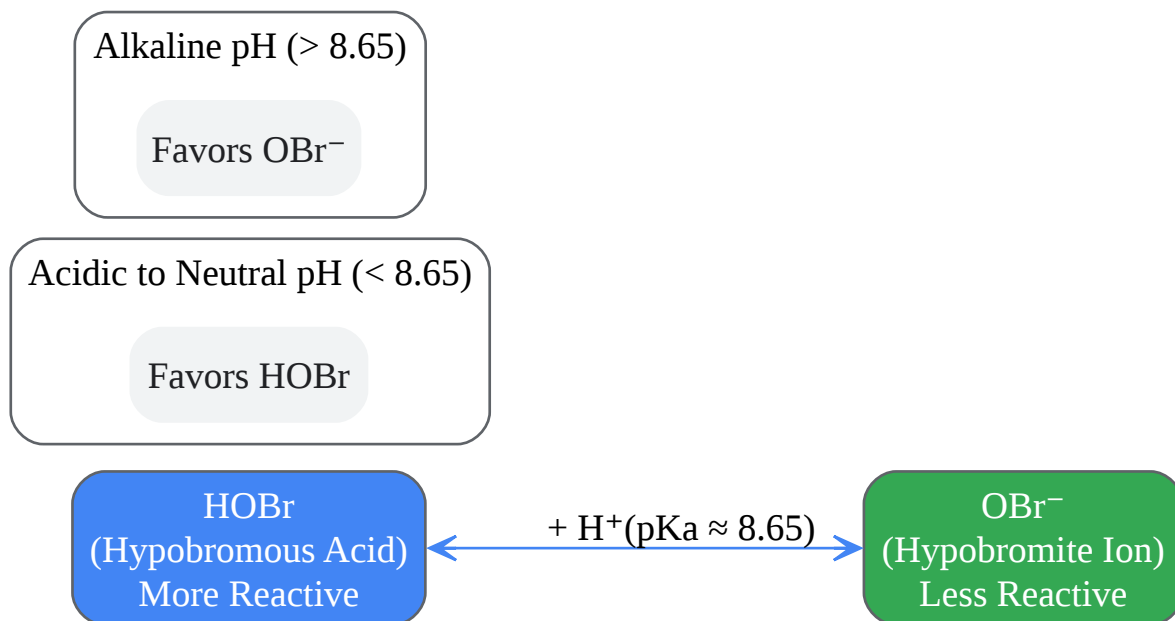 Alkaline pH (> 8.65)
Favors OBr⁻
Acidic to Neutral pH (< 8.65)
Favors HOBr
HOBr
(Hypobromous Acid)
More Reactive
+ H⁺(pKa ≈ 8.65)
OBr⁻
(Hypobromite Ion)
Less Reactive